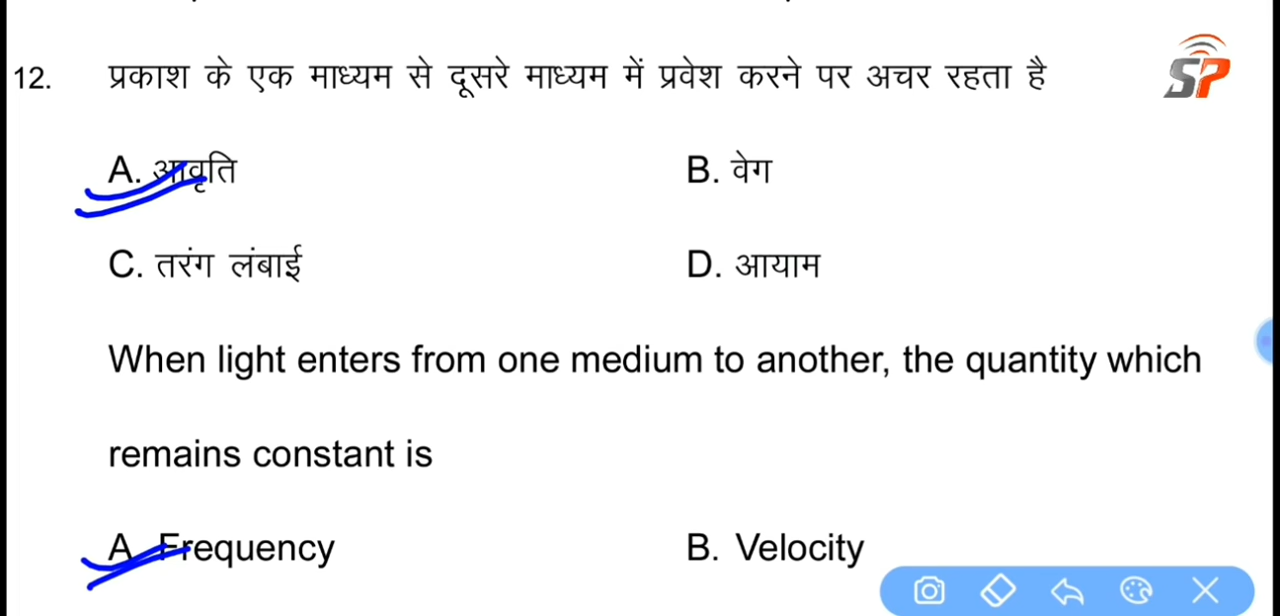 12. प्रकाश के एक माध्यम से दूसरे माध्यम में प्रवेश करने पर अचर रहता है
SP
A. आवृति B. वेग
C. तरंग लंबाई D. आयाम
When light enters from one medium to another, the quantity which
remains constant is
A. Frequency B. Velocity